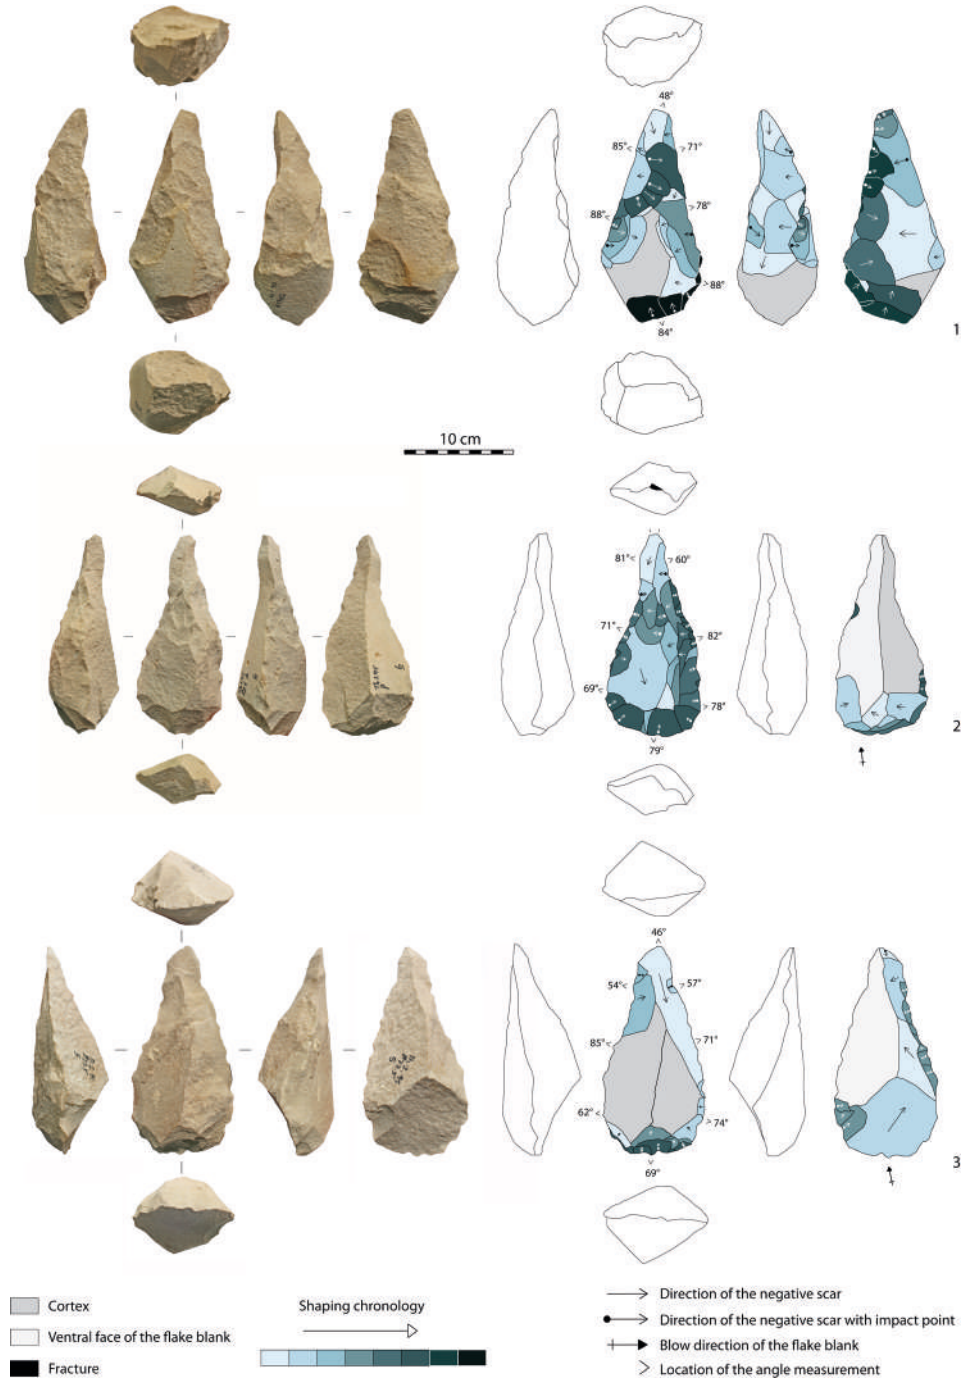 48°
85°
71°
88°
78°
88°
84°
1
10 cm
81°
60°
71°
82°
69°
78°
79°
2
46°
54°
57°
85°
71°
62°
74°
69°
3
Cortex
Ventral face of the flake blank
Fracture
Shaping chronology
Direction of the negative scar
Direction of the negative scar with impact point
Blow direction of the flake blank
Location of the angle measurement